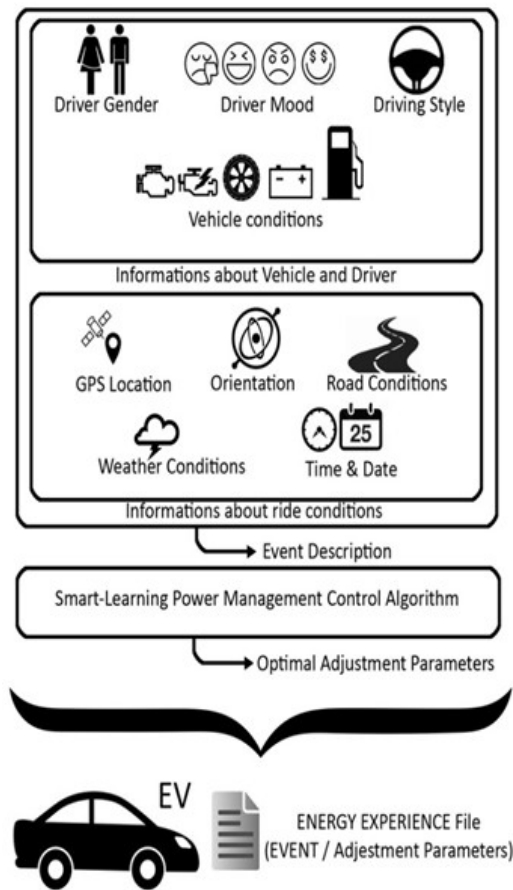 Driver Gender
Driver Mood
Driving Style
Vehicle conditions
Informations about Vehicle and Driver
GPS Location
Orientation
Road Conditions
25
Weather Conditions
Time & Date
Informations about ride conditions
Event Description
Smart-Learning Power Management Control Algorithm
Optimal Adjustment Parameters
EV
ENERGY EXPERIENCE File
(EVENT / Adjestment Parameters)